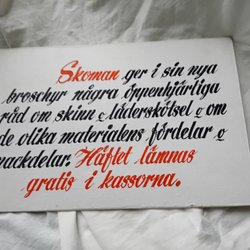 Skoman ger i sin nya
broschyr några öppenhjärtiga
råd om skinn & läderskötsel & om
de olika materialens fördelar &
nackdelar. Häftet lämnas
gratis i kassorna.